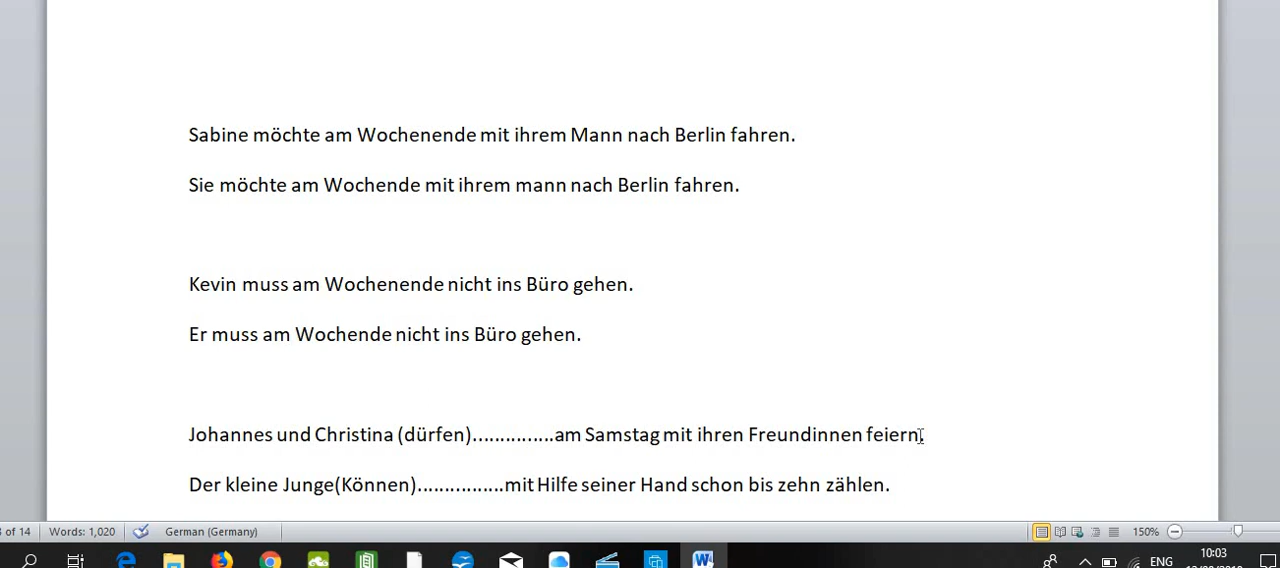 Sabine möchte am Wochenende mit ihrem Mann nach Berlin fahren.
Sie möchte am Wochende mit ihrem mann nach Berlin fahren.
Kevin muss am Wochenende nicht ins Büro gehen.
Er muss am Wochende nicht ins Büro gehen.
Johannes und Christina (dürfen)...............am Samstag mit ihren Freundinnen feiern.
Der kleine Junge(Können)................mit Hilfe seiner Hand schon bis zehn zählen.
of 14 Words: 1,020 German (Germany) 150%
ENG 10:03